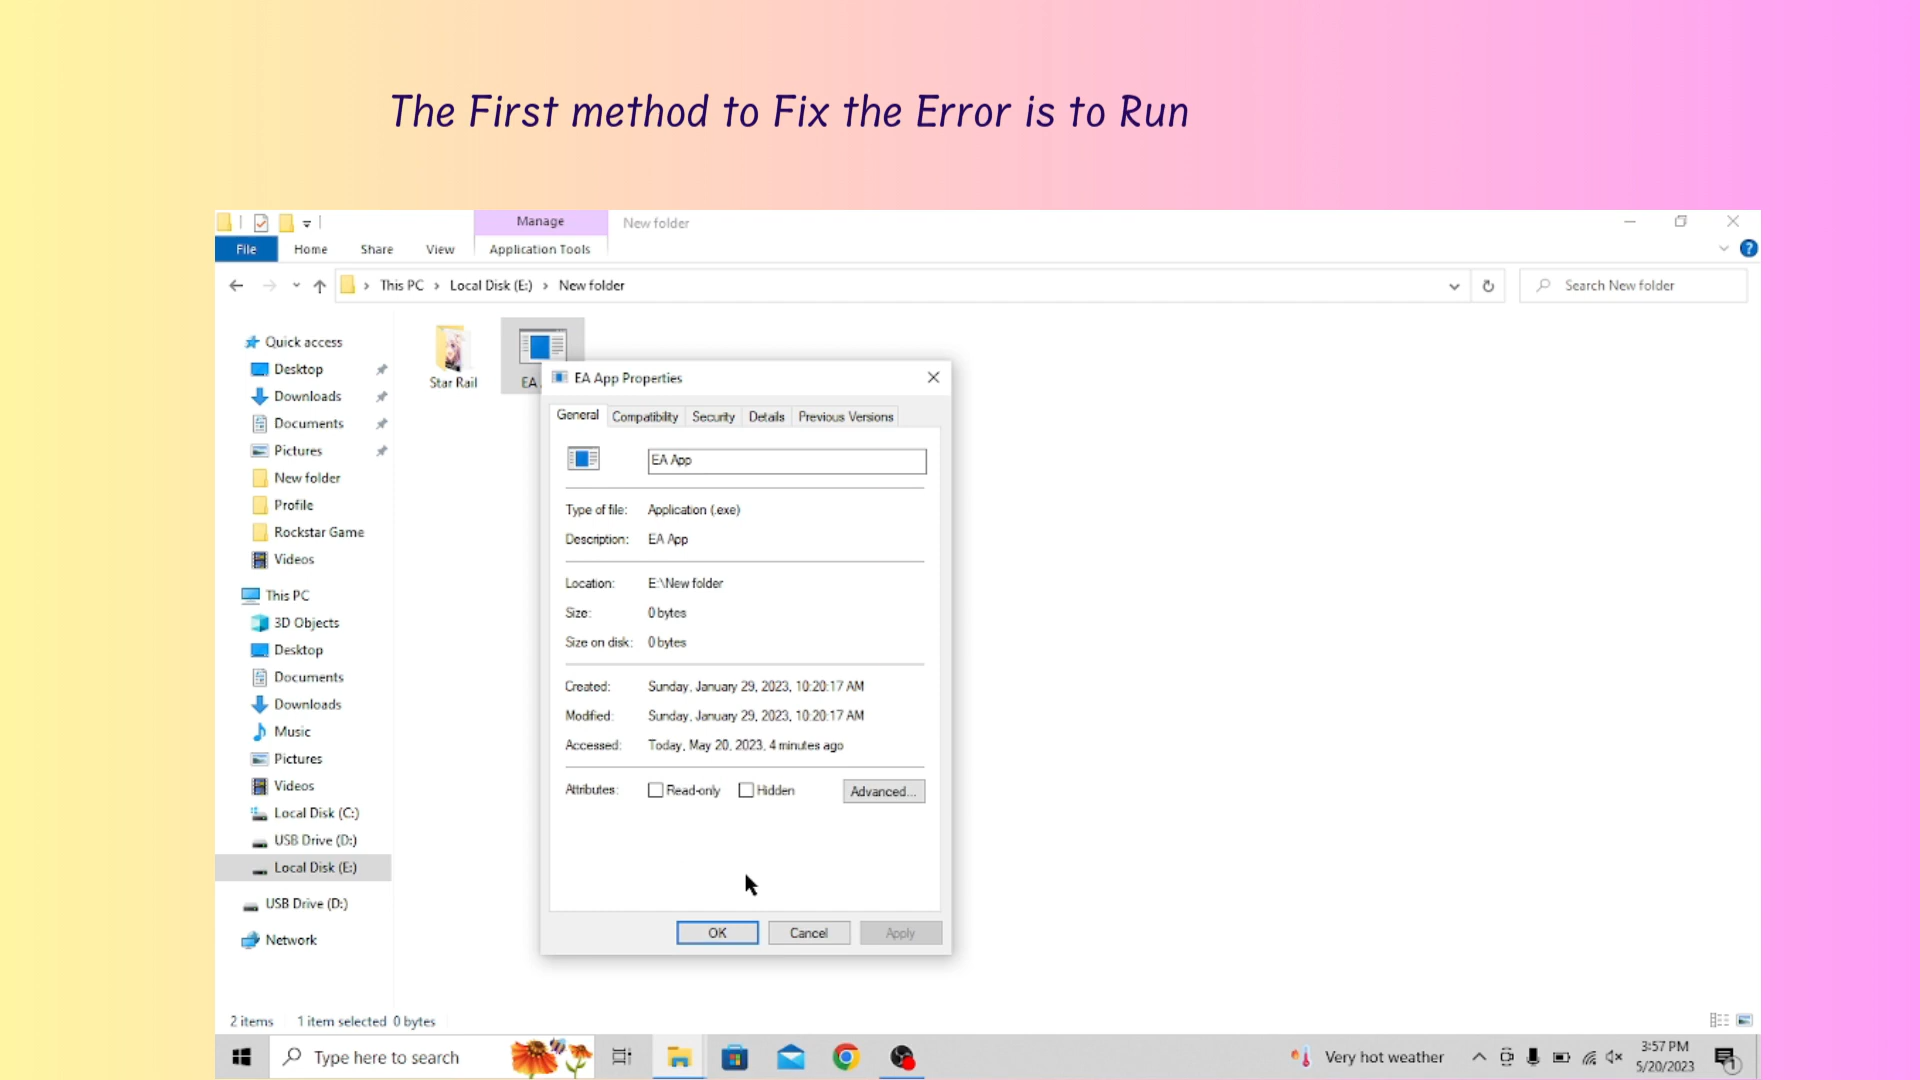 The First method to Fix the Error is to Run
Manage
New folder
File
Home
Share
View
Application Tools
This PC
Local Disk (E:)
New folder
Search New folder
Quick access
Desktop
Downloads
Documents
Pictures
New folder
Profile
Rockstar Game
Videos
This PC
3D Objects
Desktop
Documents
Downloads
Music
Pictures
Videos
Local Disk (C:)
USB Drive (D:)
Local Disk (E:)
USB Drive (D:)
Network
Star Rail
EA
EA App Properties
General
Compatibility
Security
Details
Previous Versions
EA App
Type of file: Application (.exe)
Description: EA App
Location: E:\New folder
Size: 0 bytes
Size on disk: 0 bytes
Created: Sunday, January 29, 2023, 10:20:17 AM
Modified: Sunday, January 29, 2023, 10:20:17 AM
Accessed: Today, May 20, 2023, 4 minutes ago
Attributes: Read-only Hidden Advanced...
OK
Cancel
Apply
2 items 1 item selected 0 bytes
Type here to search
Very hot weather
3:57 PM
5/20/2023
1